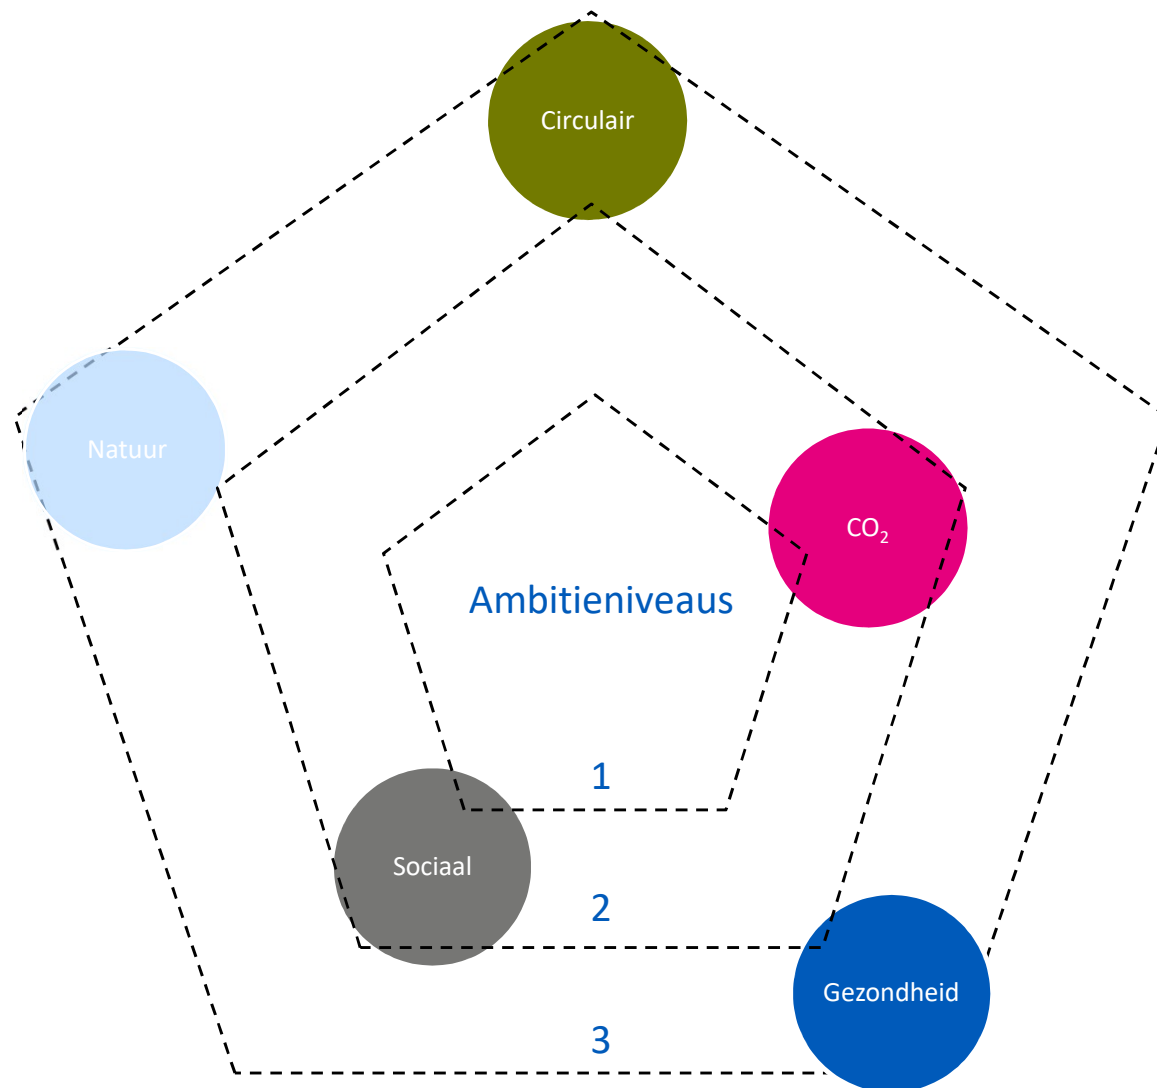 Circulair
Natuur
CO₂
Ambitieniveaus
1
Sociaal
2
Gezondheid
3